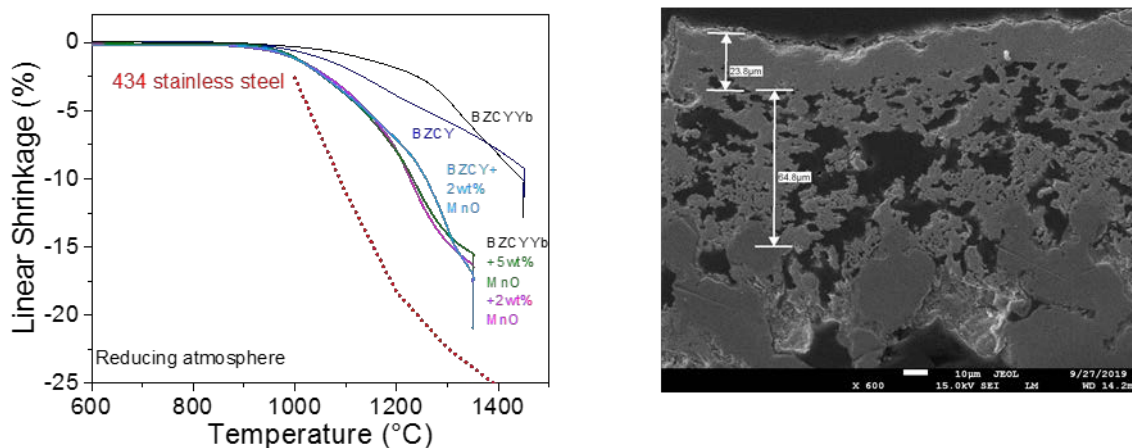 0
-5
-10
-15
-20
-25
Linear Shrinkage (%)
434 stainless steel
BZCYYb
BZCY
BZCY+
2wt%
MnO
BZCYYb
+5wt%
MnO
+2wt%
MnO
Reducing atmosphere
600
800
1000
1200
1400
Temperature (°C)
23.8µm
64.8µm
10µm JEOL 9/27/2019
X 600 15.0kV SEI LM WD 14.2m